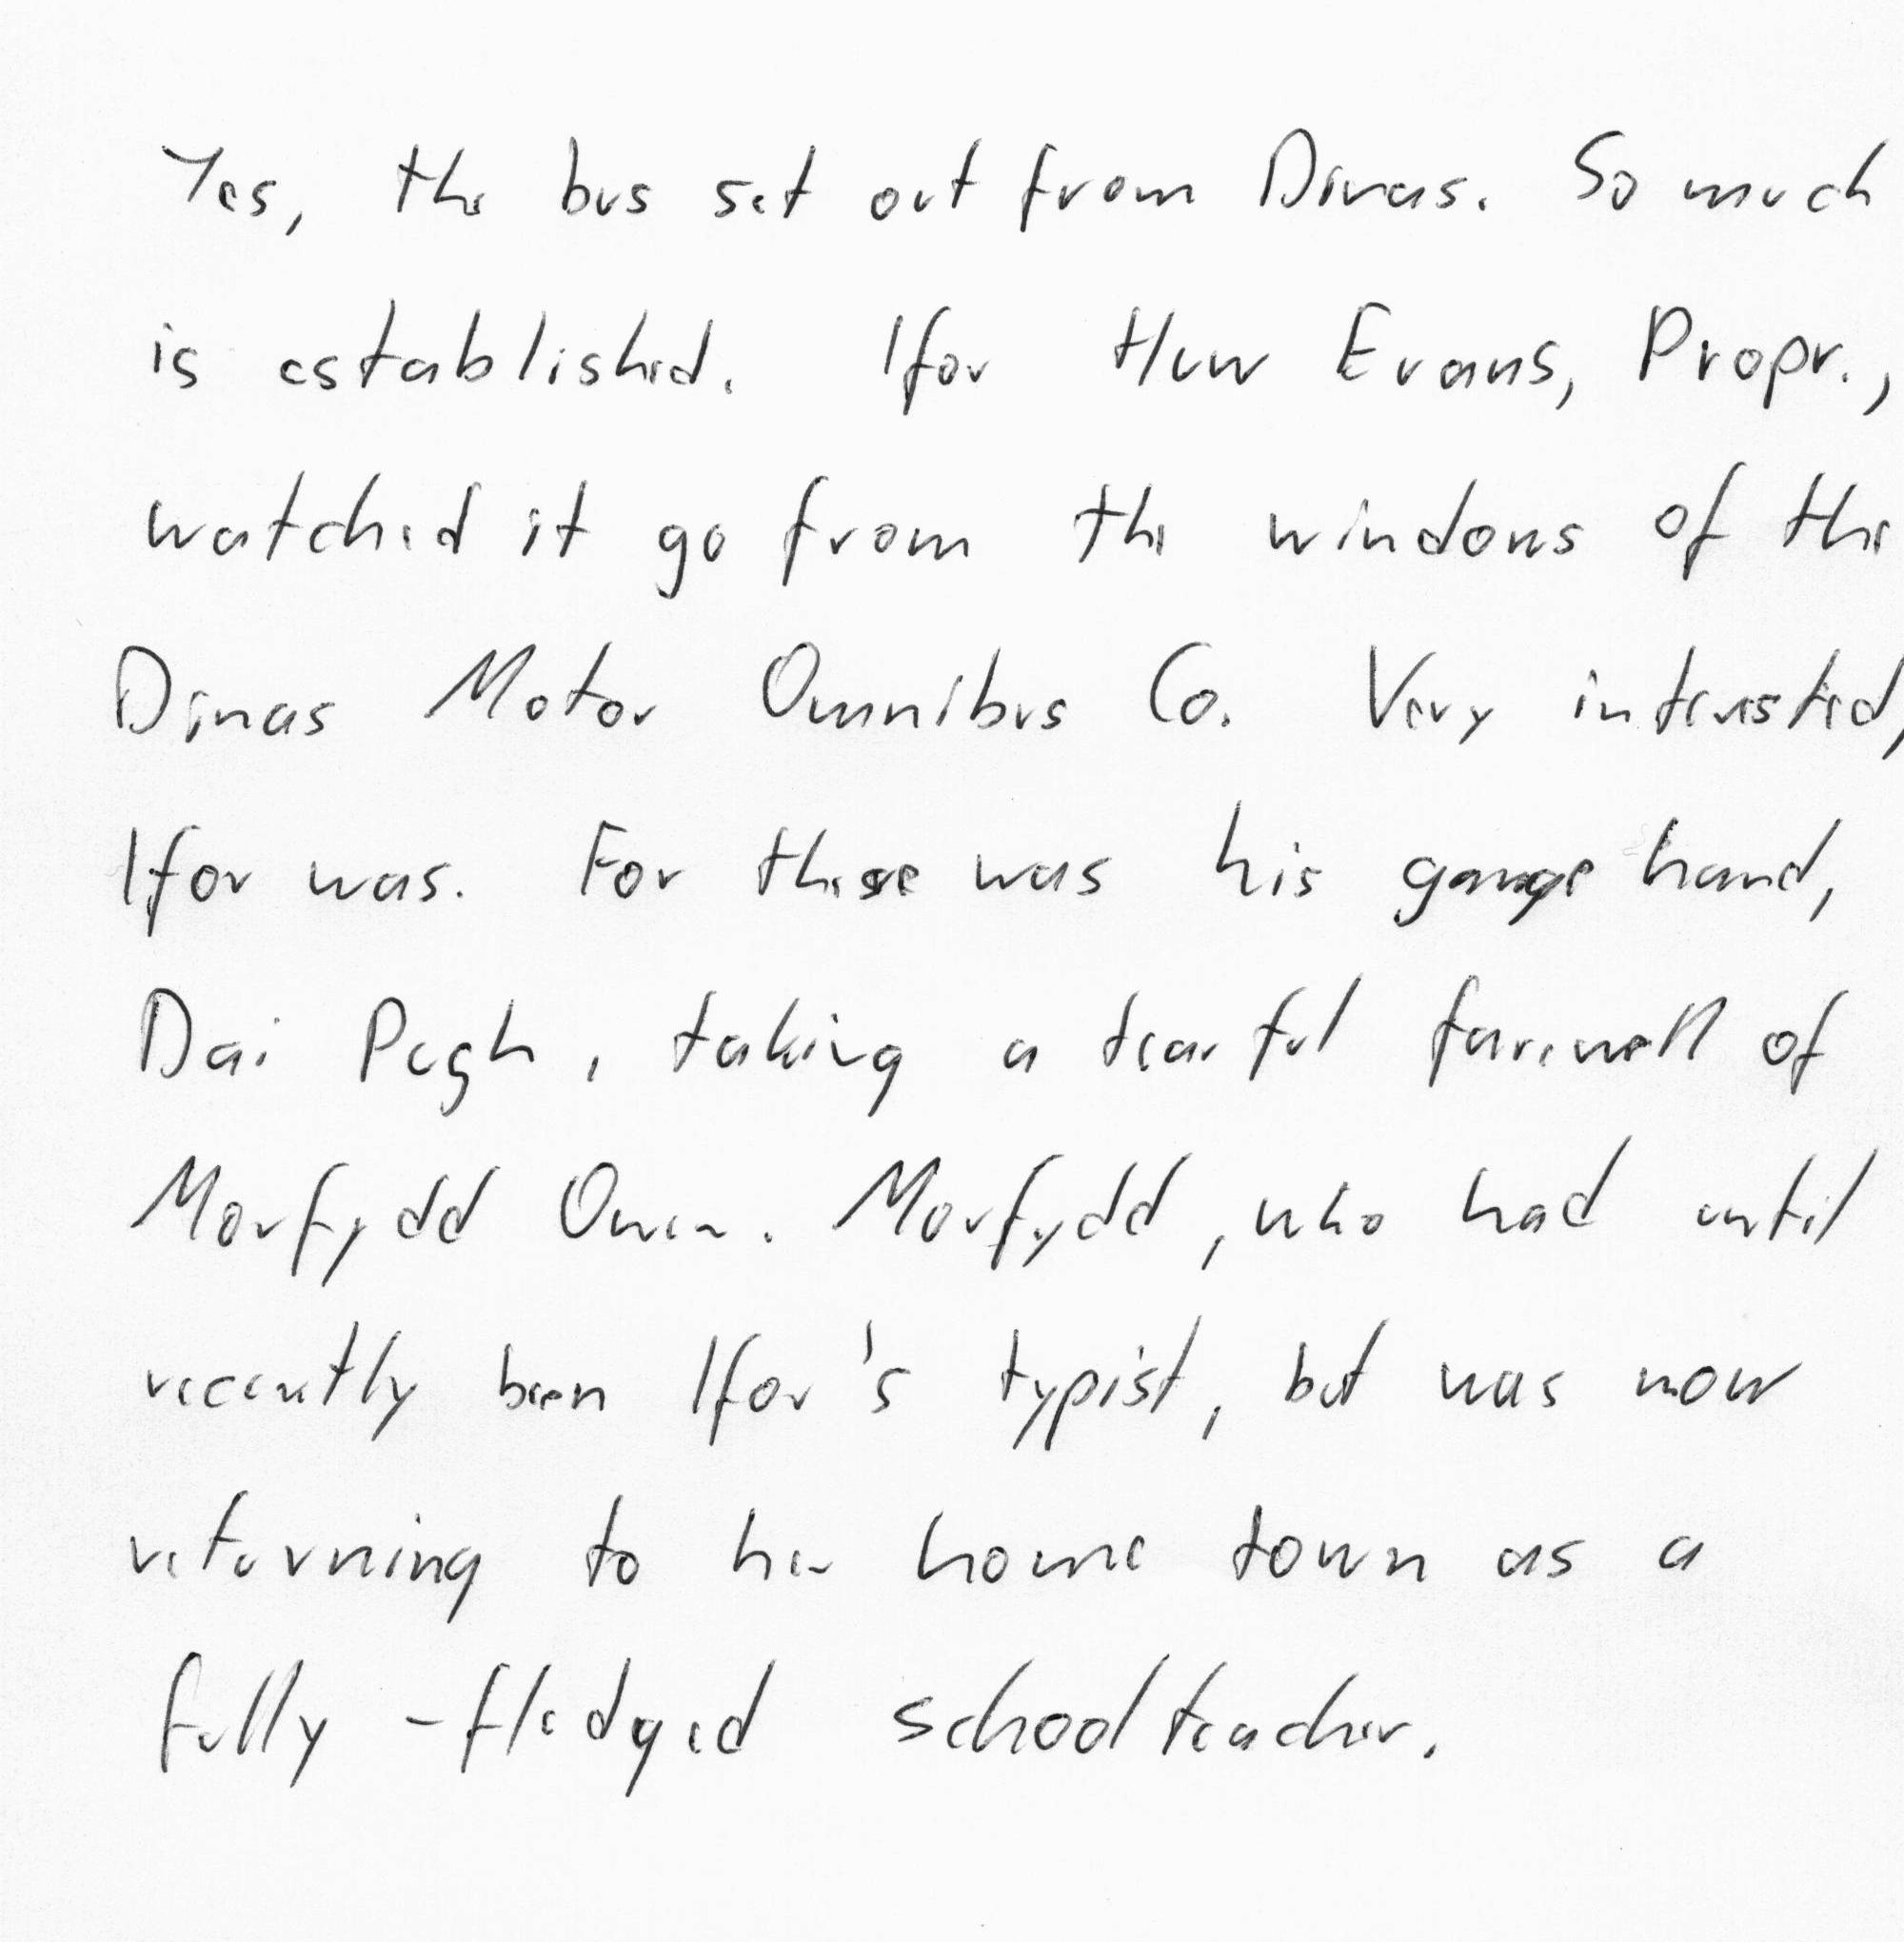 Yes, the bus set out from Dinas. So much
is established. Ifor Huw Evans, Propr.,
watched it go from the windows of the
Dinas Motor Omnibus Co. Very interested,
Ifor was. For there was his garage hand,
Dai Pugh, taking a tearful farewell of
Morfydd Owen. Morfydd, who had until
recently been Ifor's typist, but was now
returning to her home town as a
fully-fledged schoolteacher.